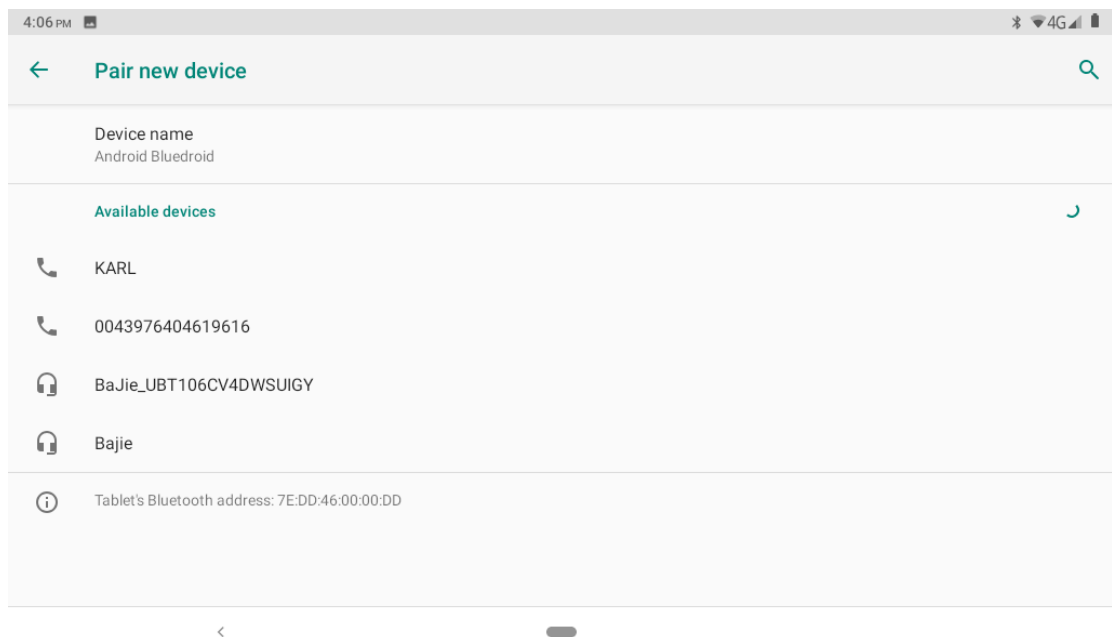 4:06 PM 4G
Pair new device
Device name
Android Bluedroid
Available devices
KARL
0043976404619616
BaJie_UBT106CV4DWSUIGY
Bajie
Tablet's Bluetooth address: 7E:DD:46:00:00:DD